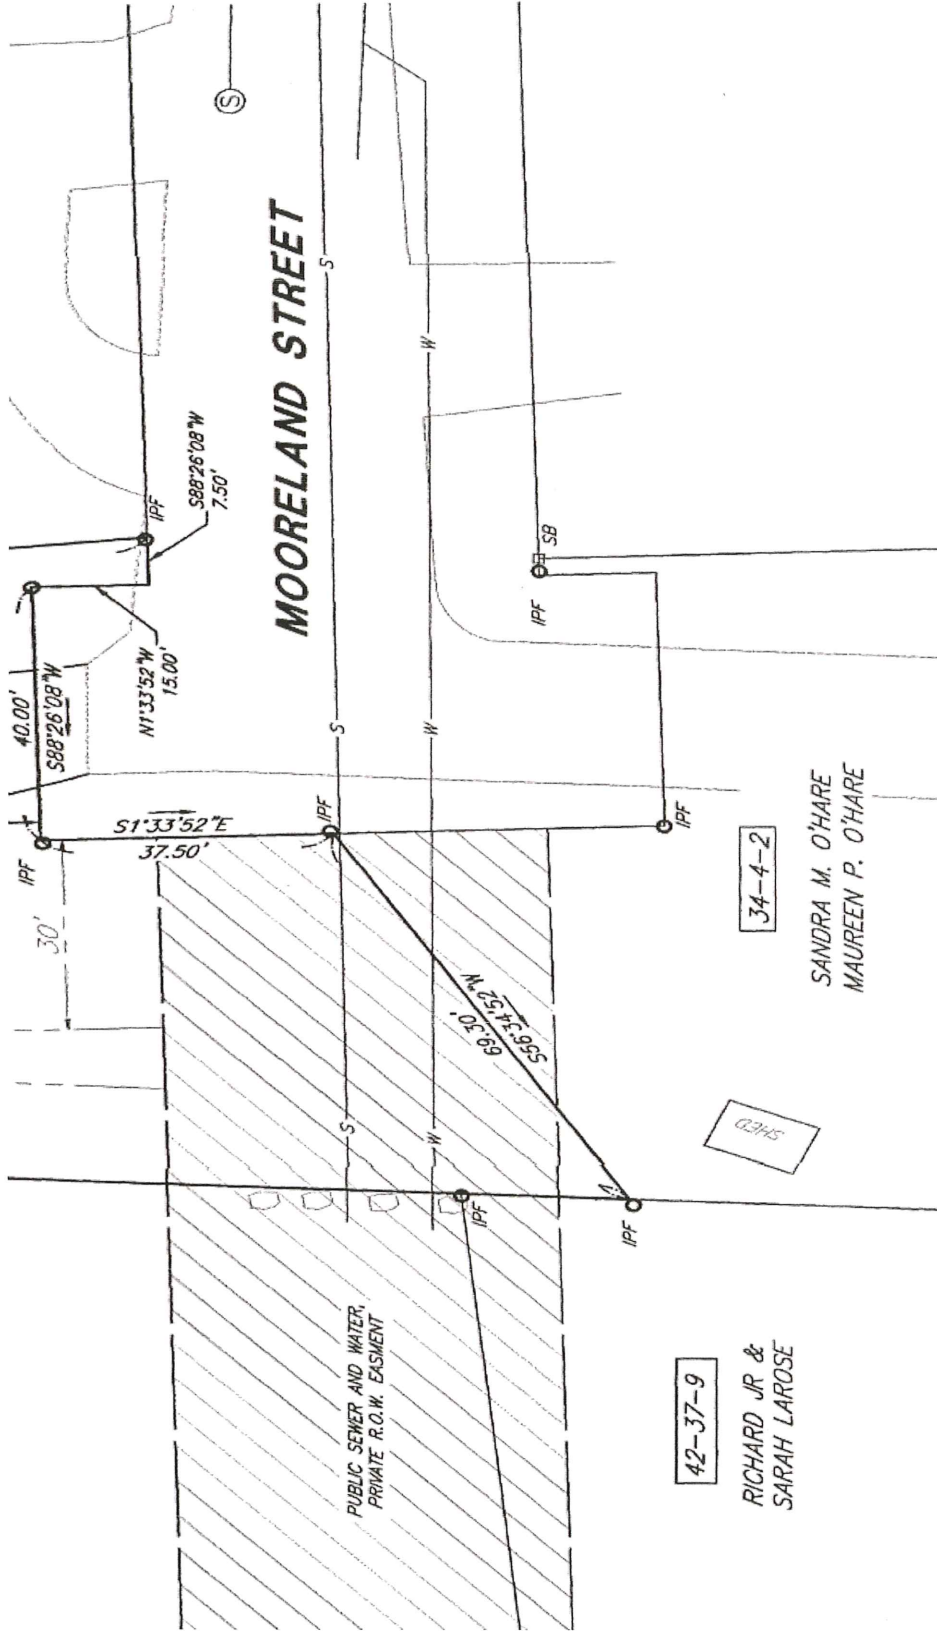 S
MOORELAND STREET
S
W
IPF
S88°26'08"W
7.50'
N1°33'52"W
15.00'
40.00'
S88°26'08"W
SB
IPF
S
W
S1°33'52"E
37.50'
IPF
IPF
IPF
30'
34-4-2
SANDRA M. O'HARE
MAUREEN P. O'HARE
69.30'
S56°34'52"W
SHED
S
W
IPF
IPF
PUBLIC SEWER AND WATER,
PRIVATE R.O.W. EASMENT
42-37-9
RICHARD JR &
SARAH LAROSE